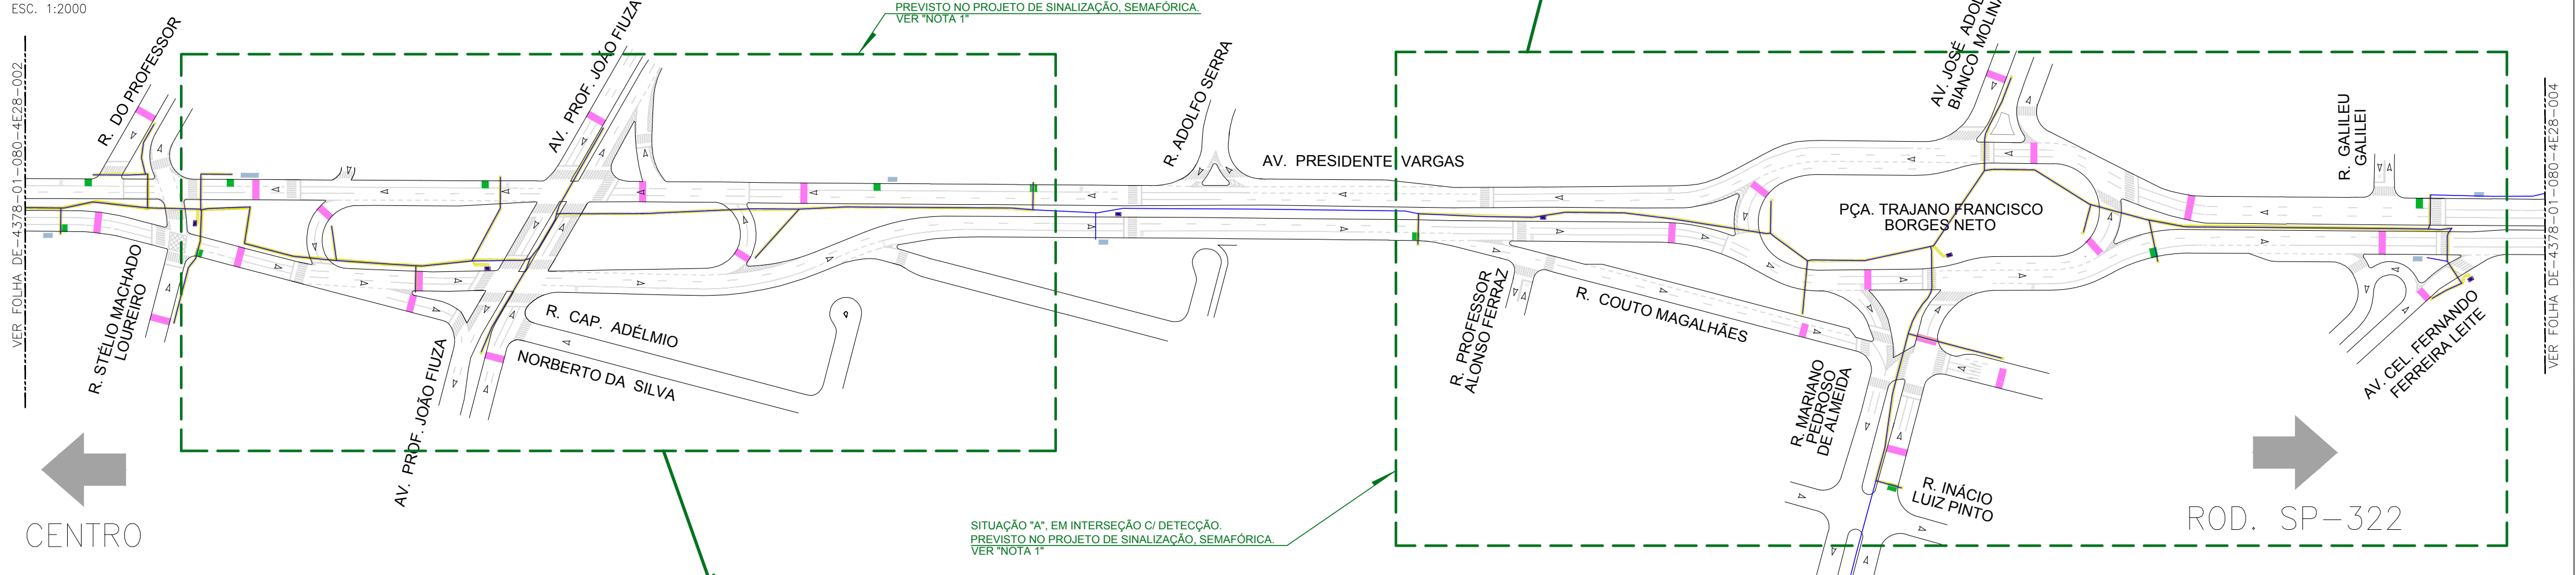 ESC. 1:2000
PREVISTO NO PROJETO DE SINALIZAÇÃO, SEMAFÓRICA.
VER "NOTA 1"
VER FOLHA DE-4378-01-080-4E28-002
R. DO PROFESSOR
AV. PROF. JOÃO FIUZA
R. ADOLFO SERRA
AV. PRESIDENTE VARGAS
AV. JOSÉ
BIANCO MOLINA
R. GALILEU
GALILEI
VER FOLHA DE-4378-01-080-4E28-004
PÇA. TRAJANO FRANCISCO
BORGES NETO
R. STÉLIO MACHADO
LOUREIRO
R. CAP. ADÉLMIO
NORBERTO DA SILVA
AV. PROF. JOÃO FIUZA
R. PROFESSOR
ALONSO FERRAZ
R. COUTO MAGALHÃES
R. MARIANO
PEDROSO
DE ALMEIDA
AV. CEL. FERNANDO
FERREIRA LEITE
R. INÁCIO
LUIZ PINTO
CENTRO
SITUAÇÃO "A", EM INTERSEÇÃO C/ DETECÇÃO.
PREVISTO NO PROJETO DE SINALIZAÇÃO, SEMAFÓRICA.
VER "NOTA 1"
ROD. SP-322